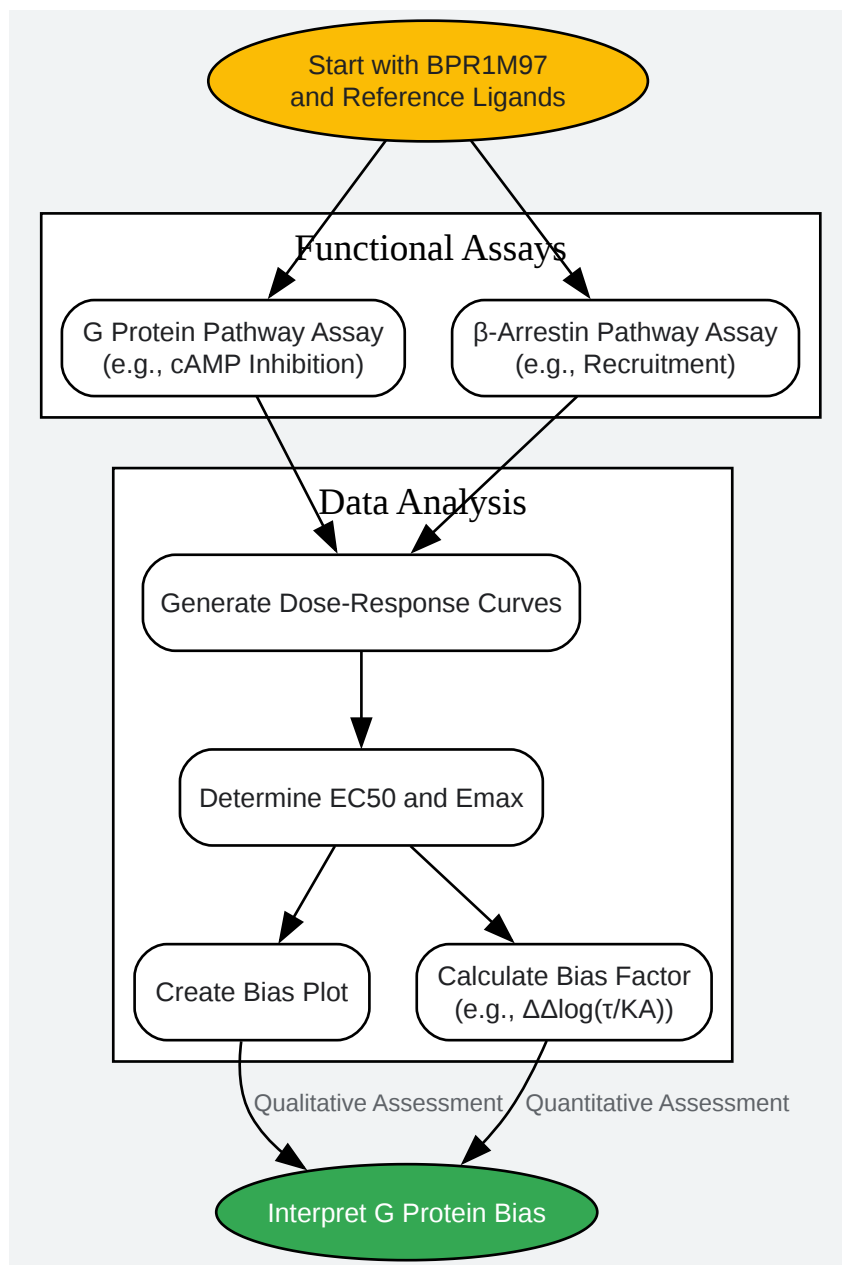 Start with BPR1M97
and Reference Ligands
Functional Assays
G Protein Pathway Assay
(e.g., cAMP Inhibition)
β-Arrestin Pathway Assay
(e.g., Recruitment)
Data Analysis
Generate Dose-Response Curves
Determine EC50 and Emax
Create Bias Plot
Calculate Bias Factor
(e.g., ΔΔlog(τ/KA))
Qualitative Assessment
Quantitative Assessment
Interpret G Protein Bias